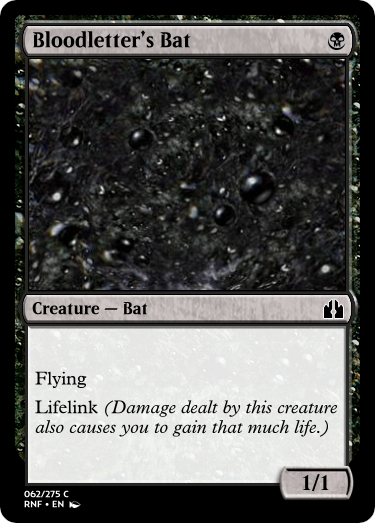 Bloodletter's Bat
Creature — Bat
Flying
Lifelink (Damage dealt by this creature
also causes you to gain that much life.)
1/1
062/275 C
RNF • EN